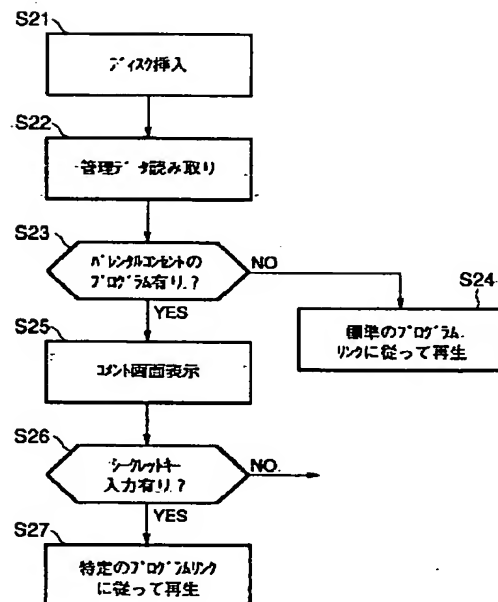 S21
ディスク挿入
S22
管理データ読み取り
S23
パレンタルコンセントの
プログラム有り?
NO
YES
S24
標準のプログラム
リンクに従って再生
S25
コメント画面表示
S26
シークレットキー
入力有り?
NO
YES
S27
特定のプログラムリンク
に従って再生